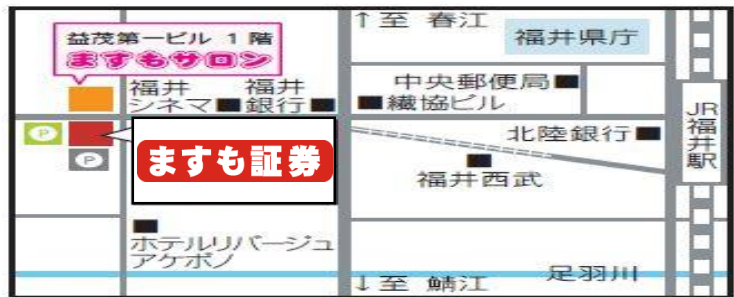 益茂第一ビル 1 階
ますもサロン
↑至 春江
福井県庁
福井
シネマ■
福井
銀行■
中央郵便局■
■繊協ビル
JR福井駅
P
P
ますも証券
北陸銀行■
■
福井西武
■
ホテルリバージュ
アケボノ
↓至 鯖江
足羽川